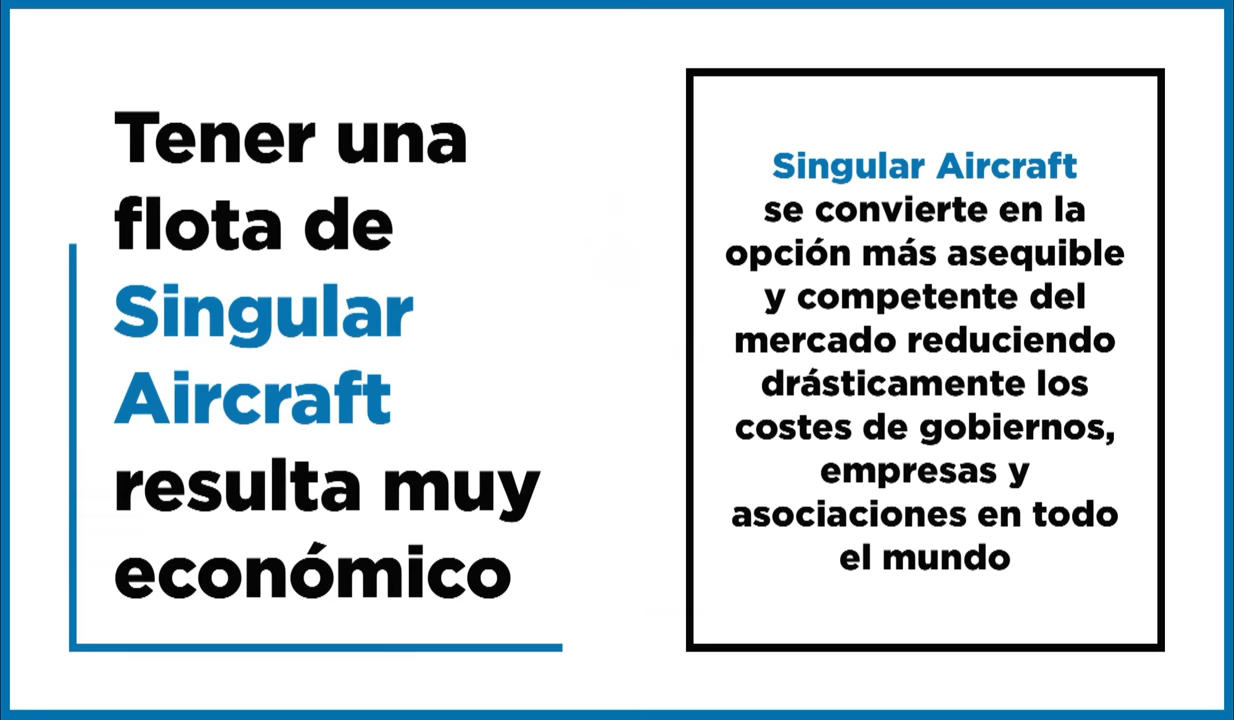 Tener una
flota de
Singular
Aircraft
resulta muy
económico
Singular Aircraft
se convierte en la
opción más asequible
y competente del
mercado reduciendo
drásticamente los
costes de gobiernos,
empresas y
asociaciones en todo
el mundo